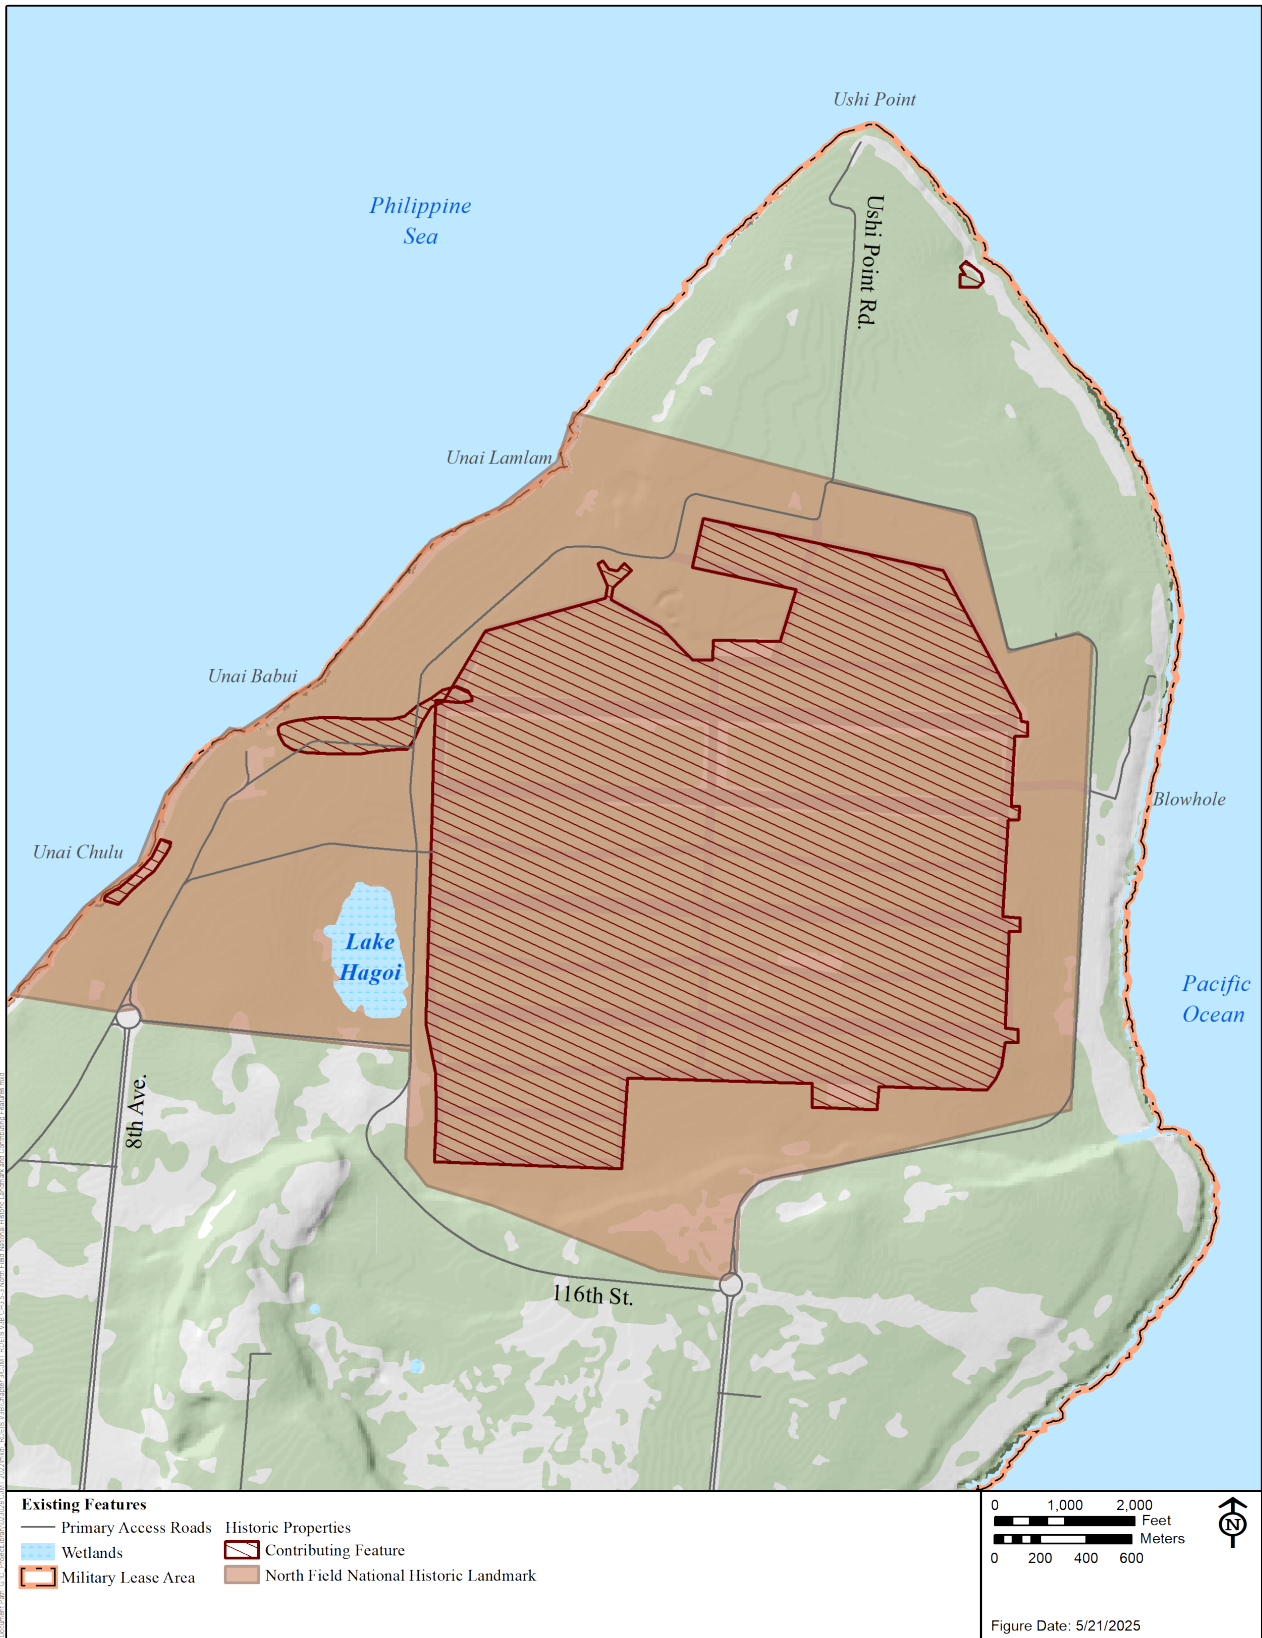 Ushi Point
Philippine
Sea
Ushi Point Rd.
Unai Lamlam
Unai Babui
Blowhole
Unai Chulu
Lake
Hagoi
Pacific
Ocean
8th Ave.
116th St.
Existing Features
Primary Access Roads
Wetlands
Military Lease Area
Historic Properties
Contributing Feature
North Field National Historic Landmark
0 1,000 2,000
Feet
Meters
0 200 400 600
N
Figure Date: 5/21/2025